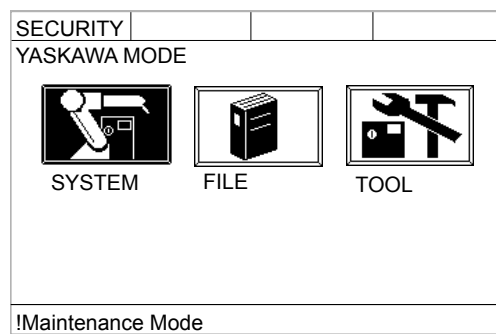 SECURITY
YASKAWA MODE
SYSTEM FILE TOOL
!Maintenance Mode